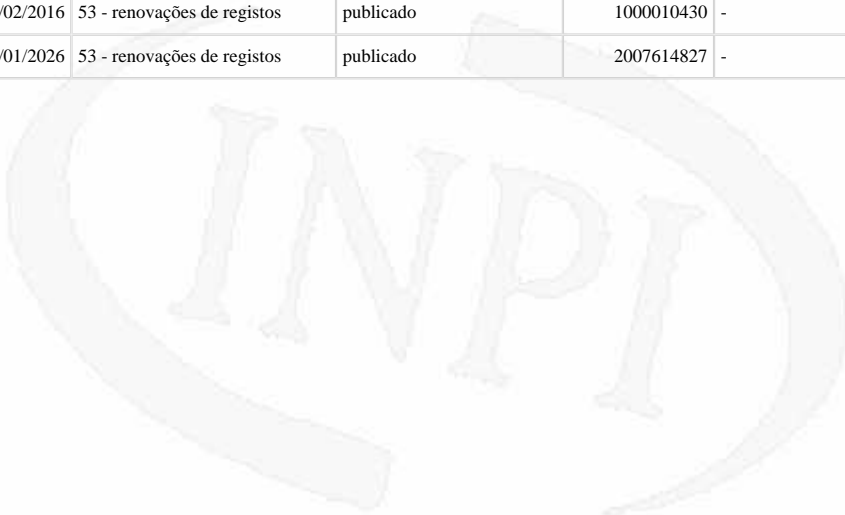 /02/2016 53 - renovações de registos publicado 1000010430 -
/01/2026 53 - renovações de registos publicado 2007614827 -
INPI